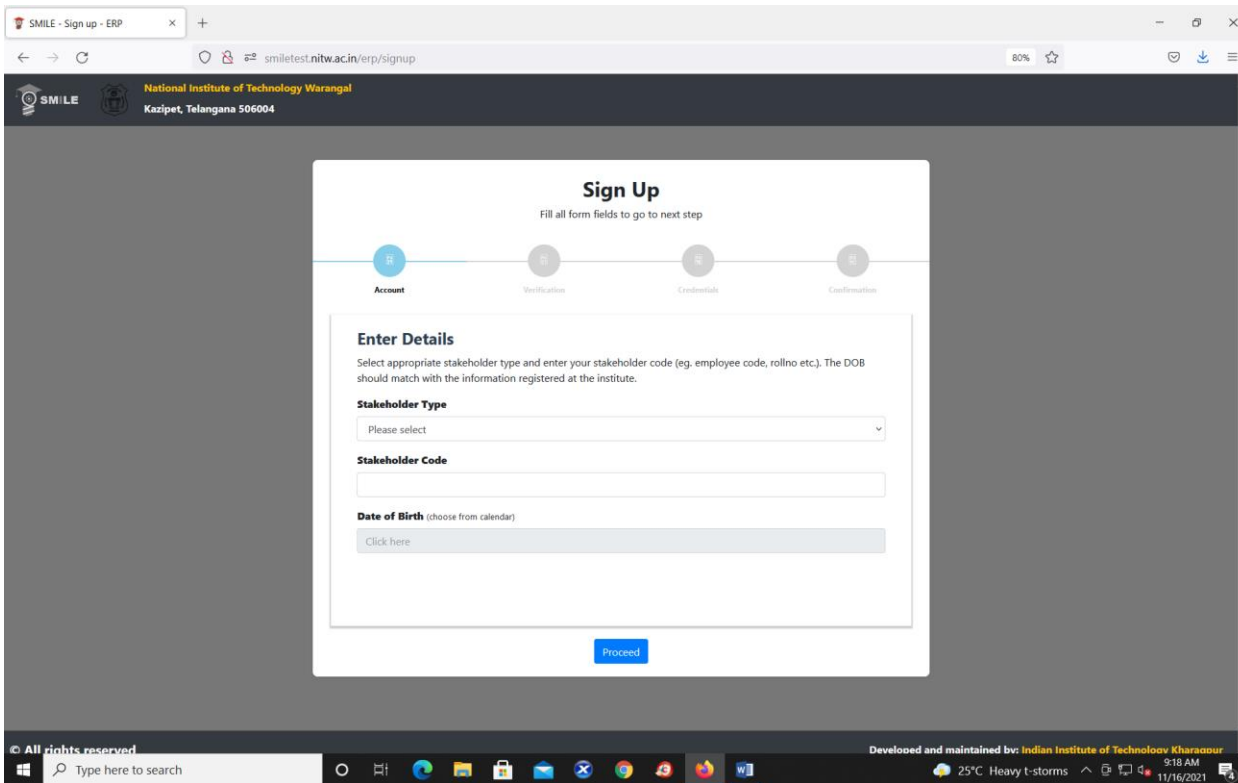 SMILE - Sign up - ERP
smiletest.nitw.ac.in/erp/signup
80%
SMILE
National Institute of Technology Warangal
Kazipet, Telangana 506004
Sign Up
Fill all form fields to go to next step
Account Verification Credentials Confirmation
Enter Details
Select appropriate stakeholder type and enter your stakeholder code (eg. employee code, rollno etc.). The DOB
should match with the information registered at the institute.
Stakeholder Type
Please select
Stakeholder Code
Date of Birth (choose from calendar)
Click here
Proceed
© All rights reserved
Developed and maintained by: Indian Institute of Technology Kharagpur
Type here to search
25°C Heavy t-storms
9:18 AM
11/16/2021